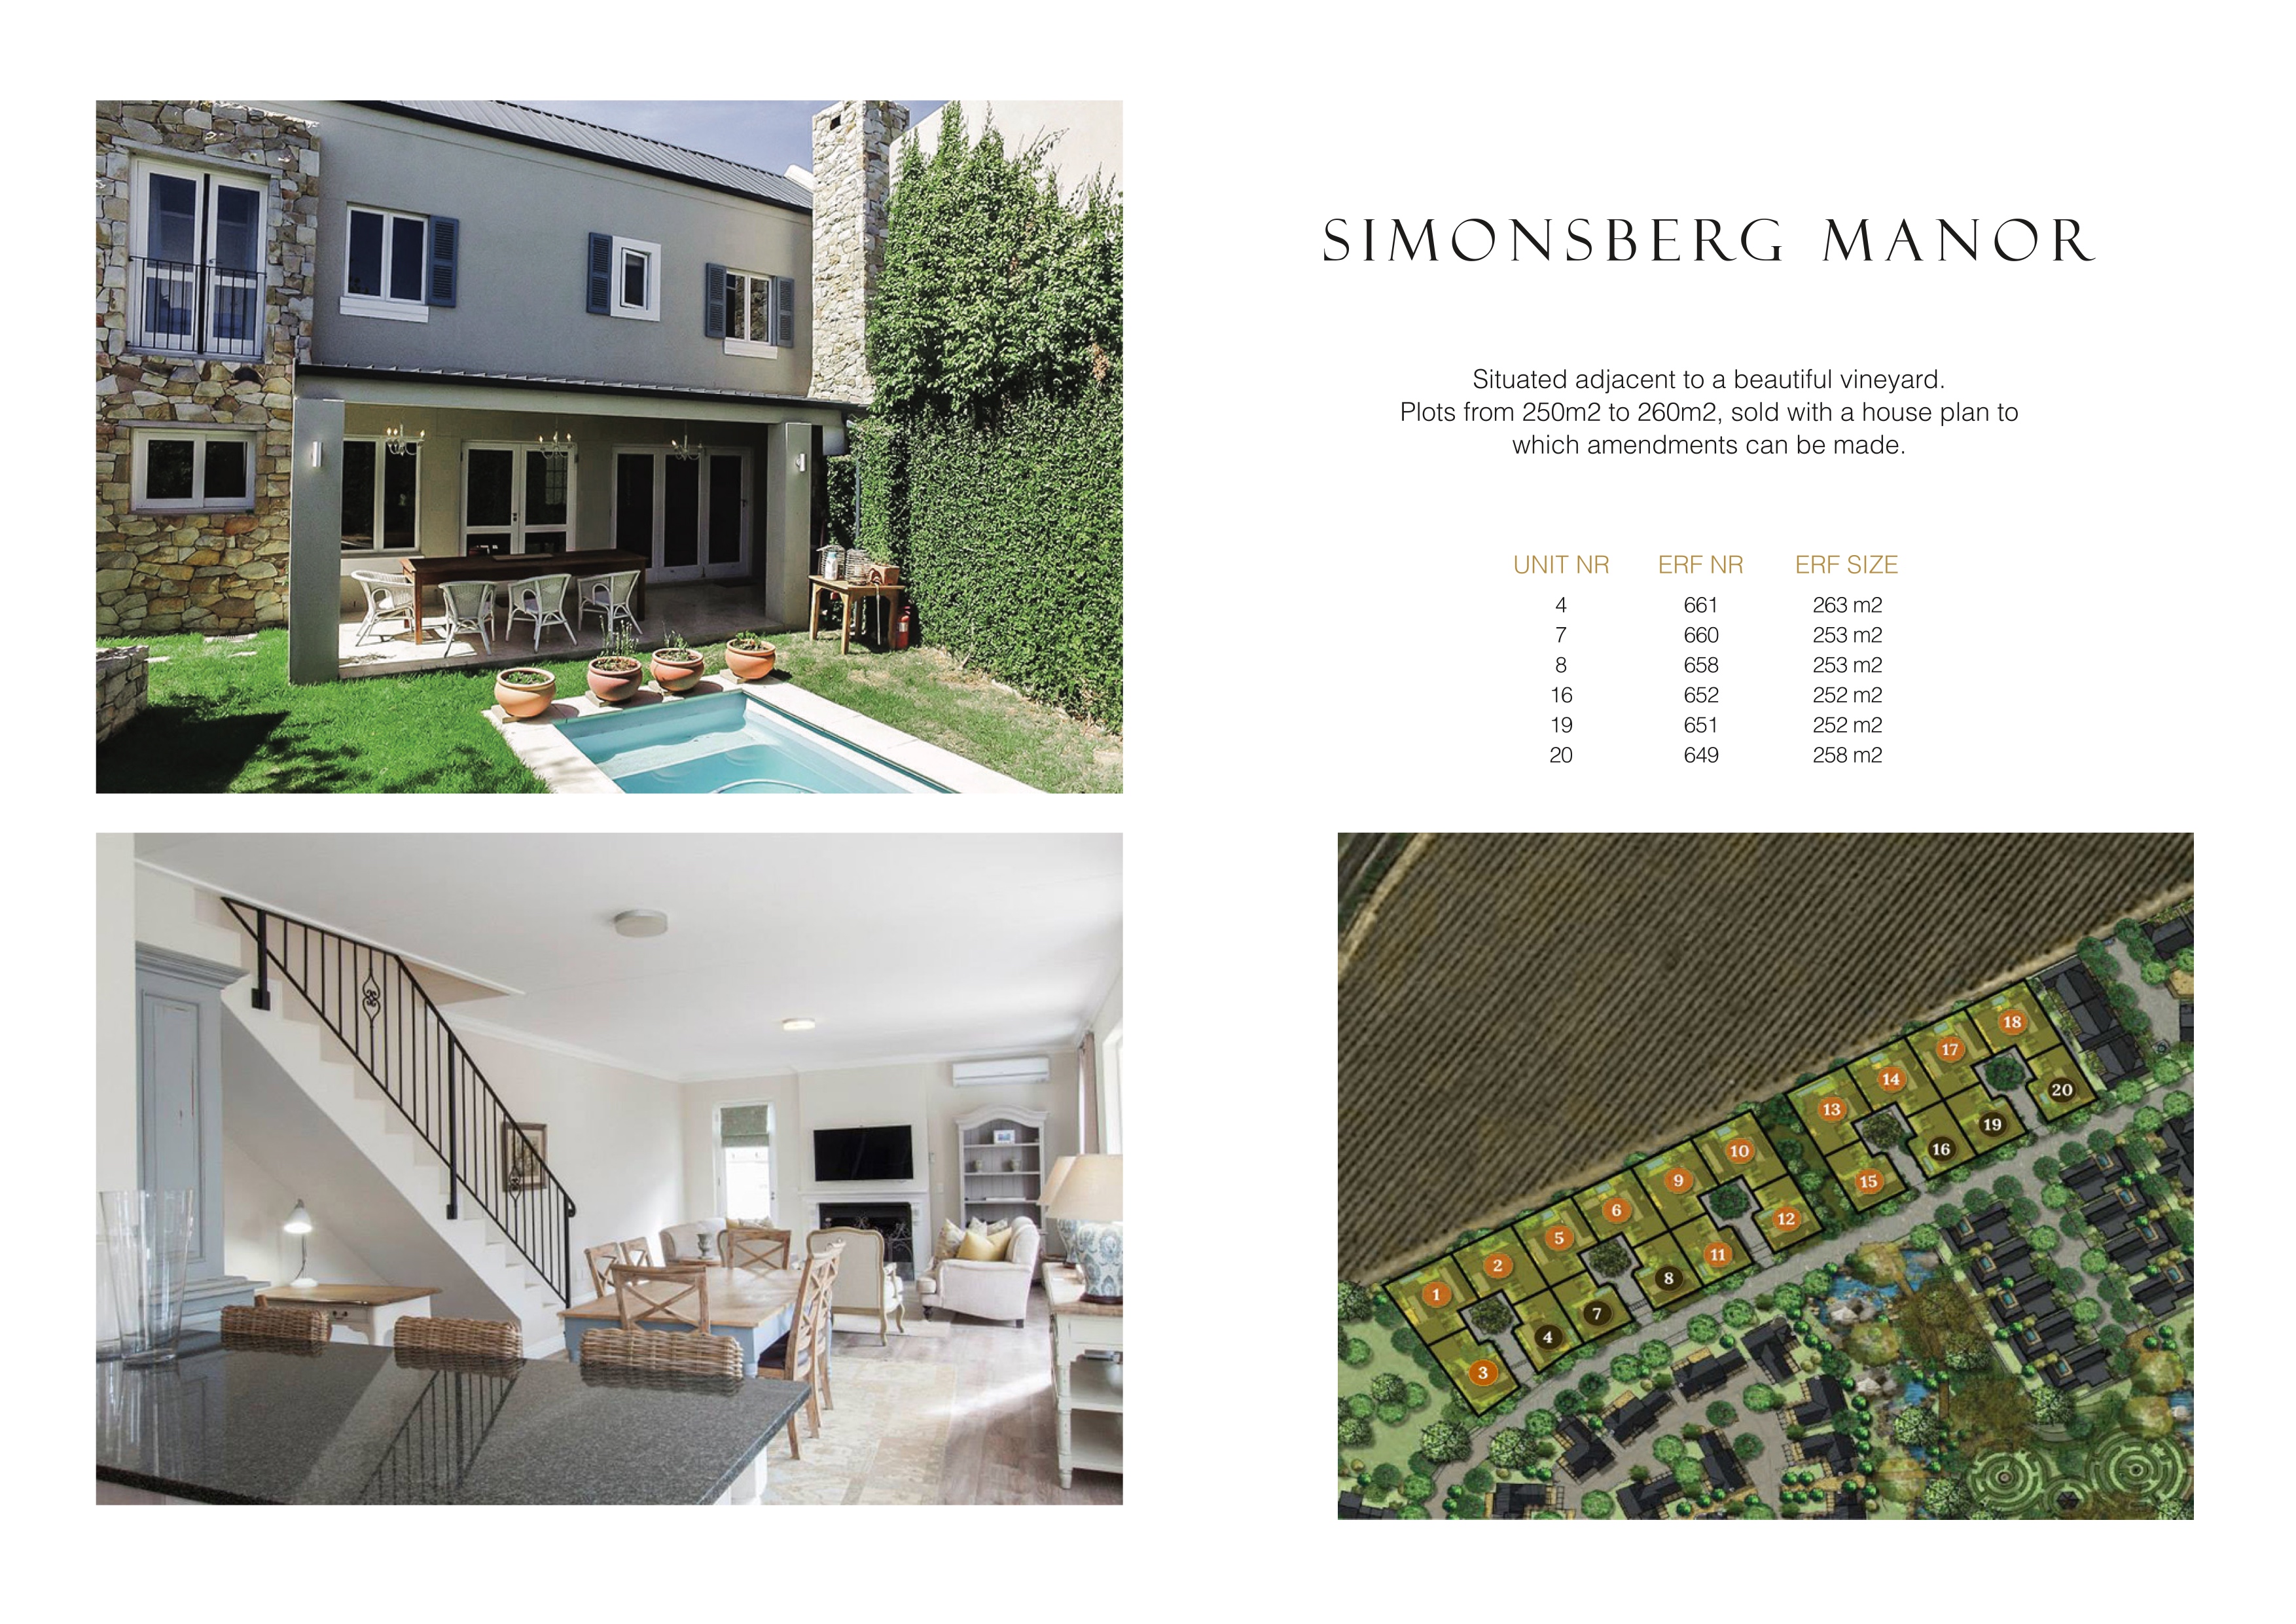 SIMONSBERG MANOR
Situated adjacent to a beautiful vineyard.
Plots from 250m2 to 260m2, sold with a house plan to
which amendments can be made.
UNIT NR ERF NR ERF SIZE
4 661 263 m2
7 660 253 m2
8 658 253 m2
16 652 252 m2
19 651 252 m2
20 649 258 m2
18
17
14
20
13
19
16
10
15
9
6
12
5
11
2
8
1
7
4
3